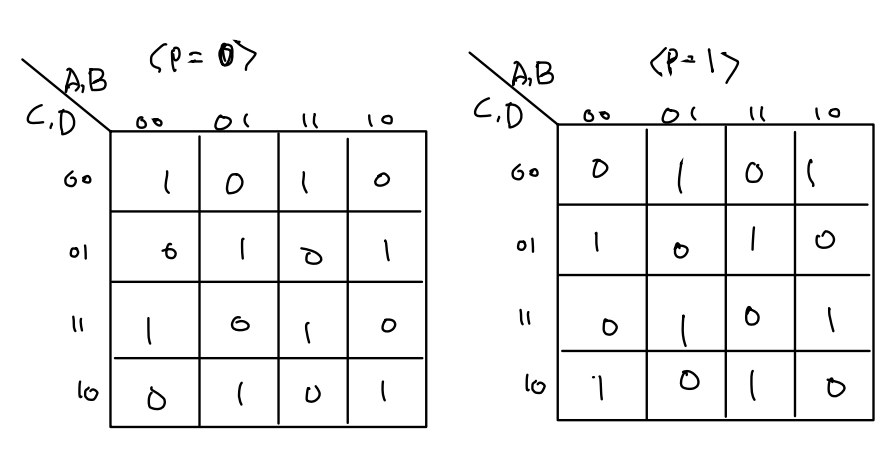 <P= 0> <P=1>
A,B A,B
C,D 00 01 11 10 C,D 00 01 11 10
00 1 0 1 0 00 0 1 0 1
01 0 1 0 1 01 1 0 1 0
11 1 0 1 0 11 0 1 0 1
10 0 1 0 1 10 1 0 1 0